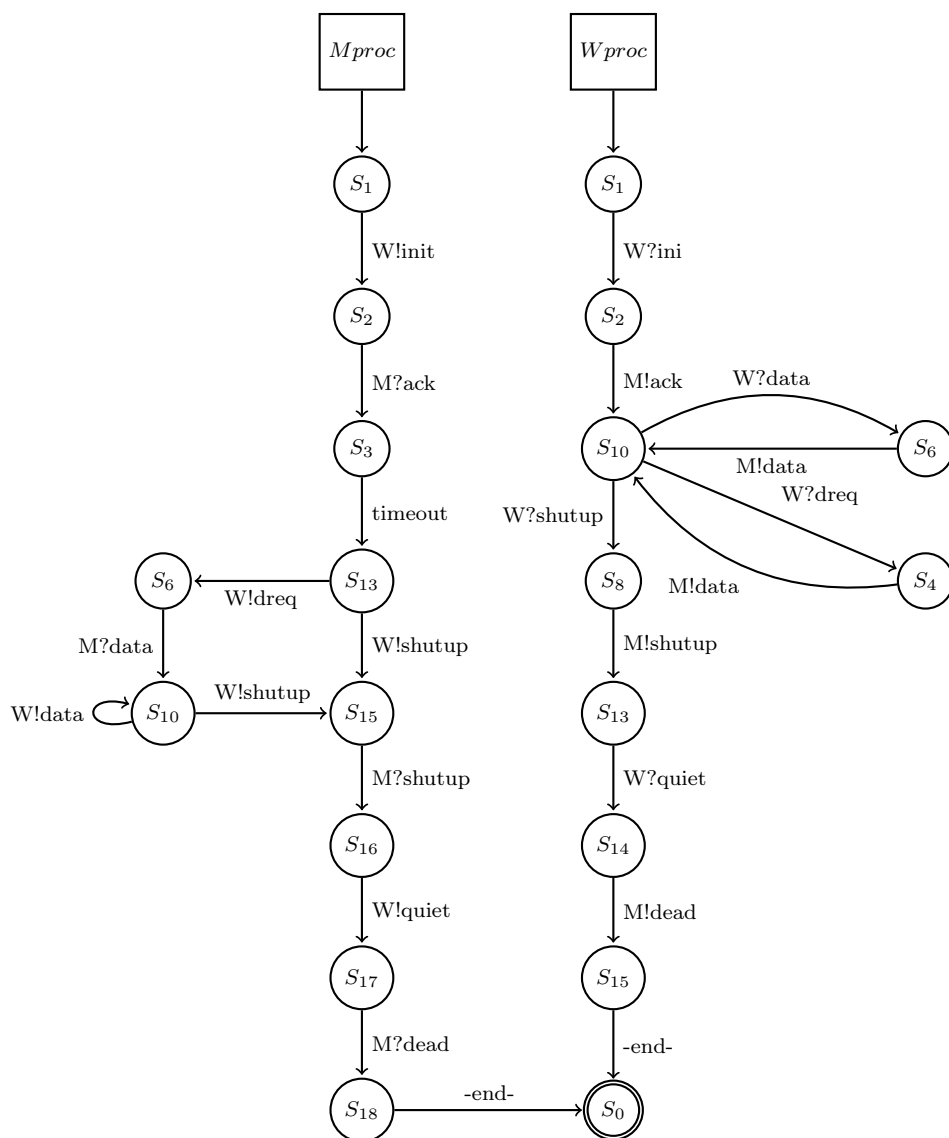 Mproc
Wproc
S1
S1
W!init
W?ini
S2
S2
M?ack
M!ack
W?data
S3
S10
S6
M!data
W?dreq
timeout
W?shutup
S6
S13
S8
S4
W!dreq
M!data
M?data
W!shutup
M!shutup
W!shutup
W!data
S10
S15
S13
M?shutup
W?quiet
S16
S14
W!quiet
M!dead
S17
S15
M?dead
-end-
-end-
S18
S0